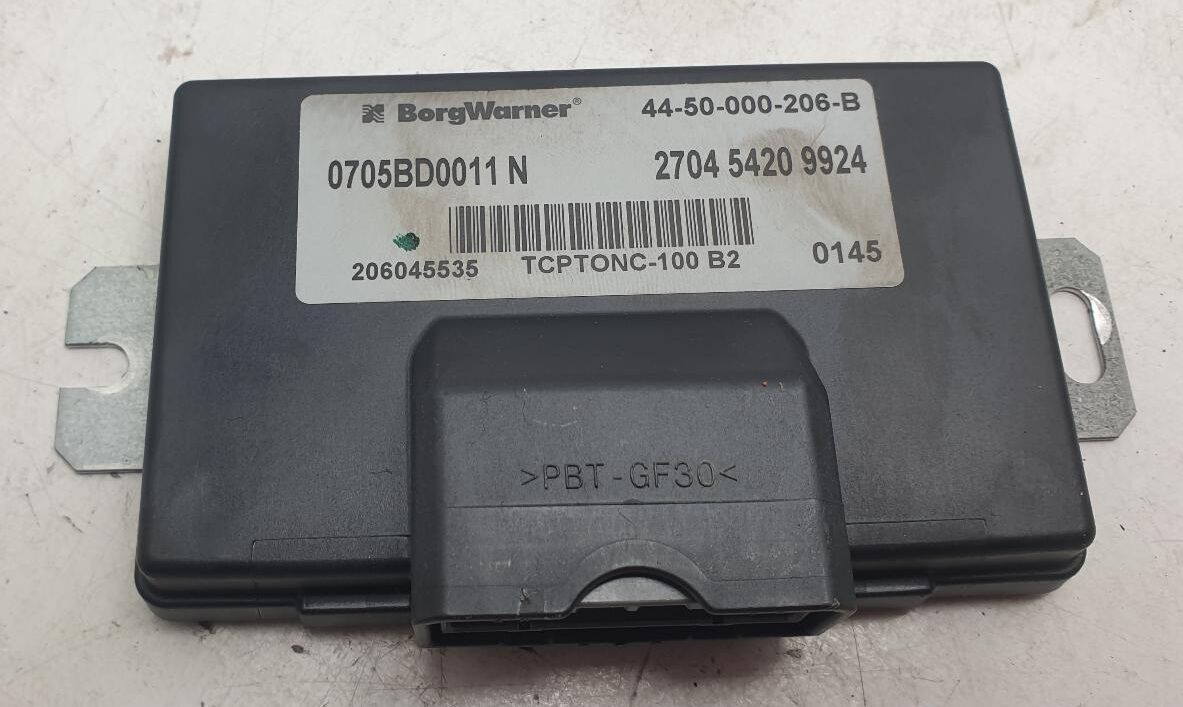 BorgWarner® 44-50-000-206-B
0705BD0011 N 2704 5420 9924
206045535 TCPTONC-100 B2 0145
>PBT-GF30<